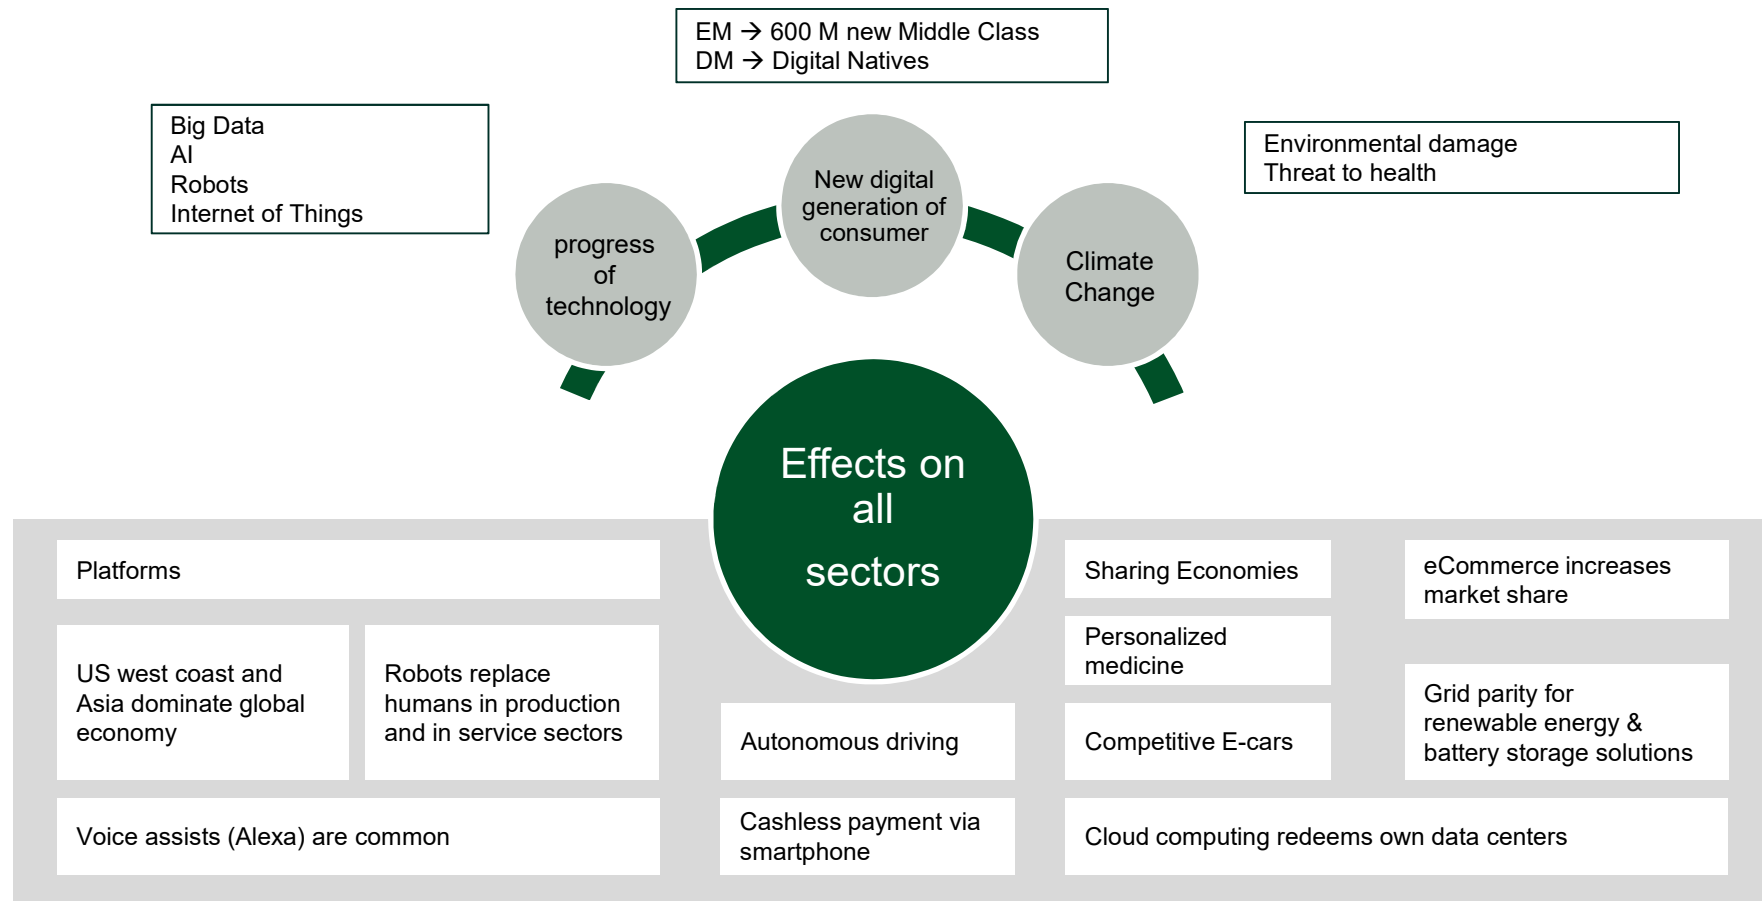 EM → 600 M new Middle Class
DM → Digital Natives
Big Data
AI
Robots
Internet of Things
Environmental damage
Threat to health
progress
of
technology
New digital
generation of
consumer
Climate
Change
Effects on
all
sectors
Platforms
US west coast and
Asia dominate global
economy
Robots replace
humans in production
and in service sectors
Voice assists (Alexa) are common
Autonomous driving
Cashless payment via
smartphone
Sharing Economies
Personalized
medicine
Competitive E-cars
eCommerce increases
market share
Grid parity for
renewable energy &
battery storage solutions
Cloud computing redeems own data centers